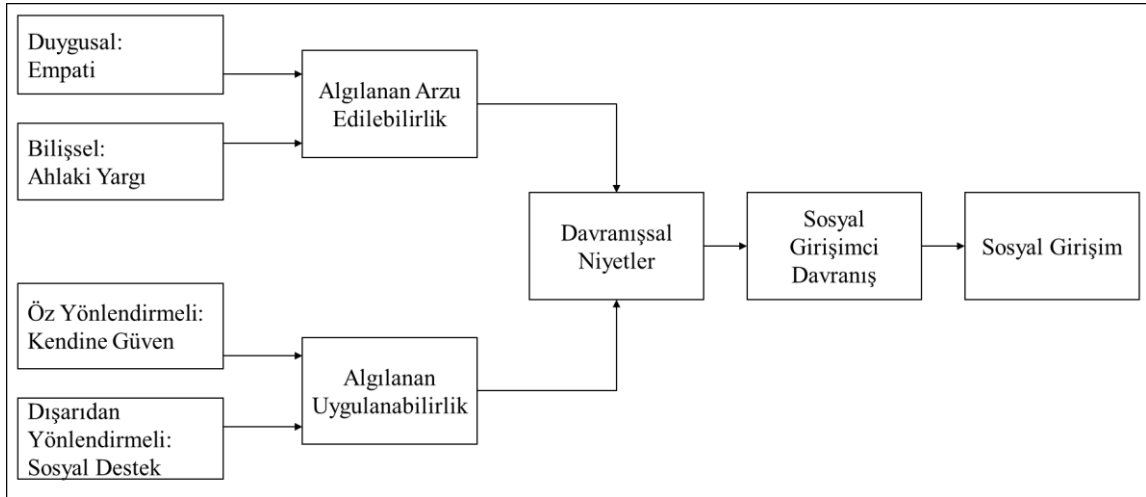 Duygusal:
Empati
Bilişsel:
Ahlaki Yargı
Algılanan Arzu
Edilebilirlik
Öz Yönlendirmeli:
Kendine Güven
Dışarıdan
Yönlendirmeli:
Sosyal Destek
Algılanan
Uygulanabilirlik
Davranışsal
Niyetler
Sosyal
Girişimci
Davranış
Sosyal Girişim